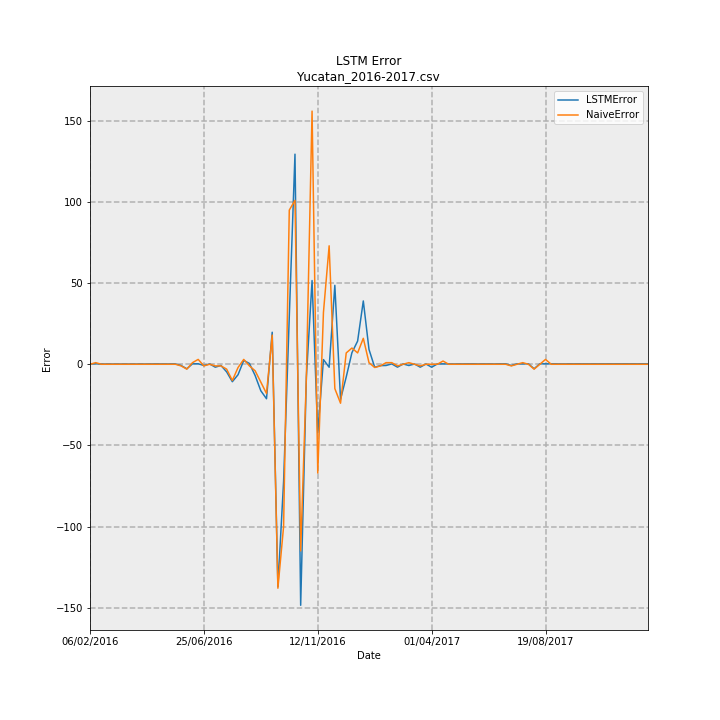 LSTM Error
Yucatan_2016-2017.csv
LSTMError
NaiveError
150
100
50
0
−50
−100
−150
Error
06/02/2016
25/06/2016
12/11/2016
01/04/2017
19/08/2017
Date